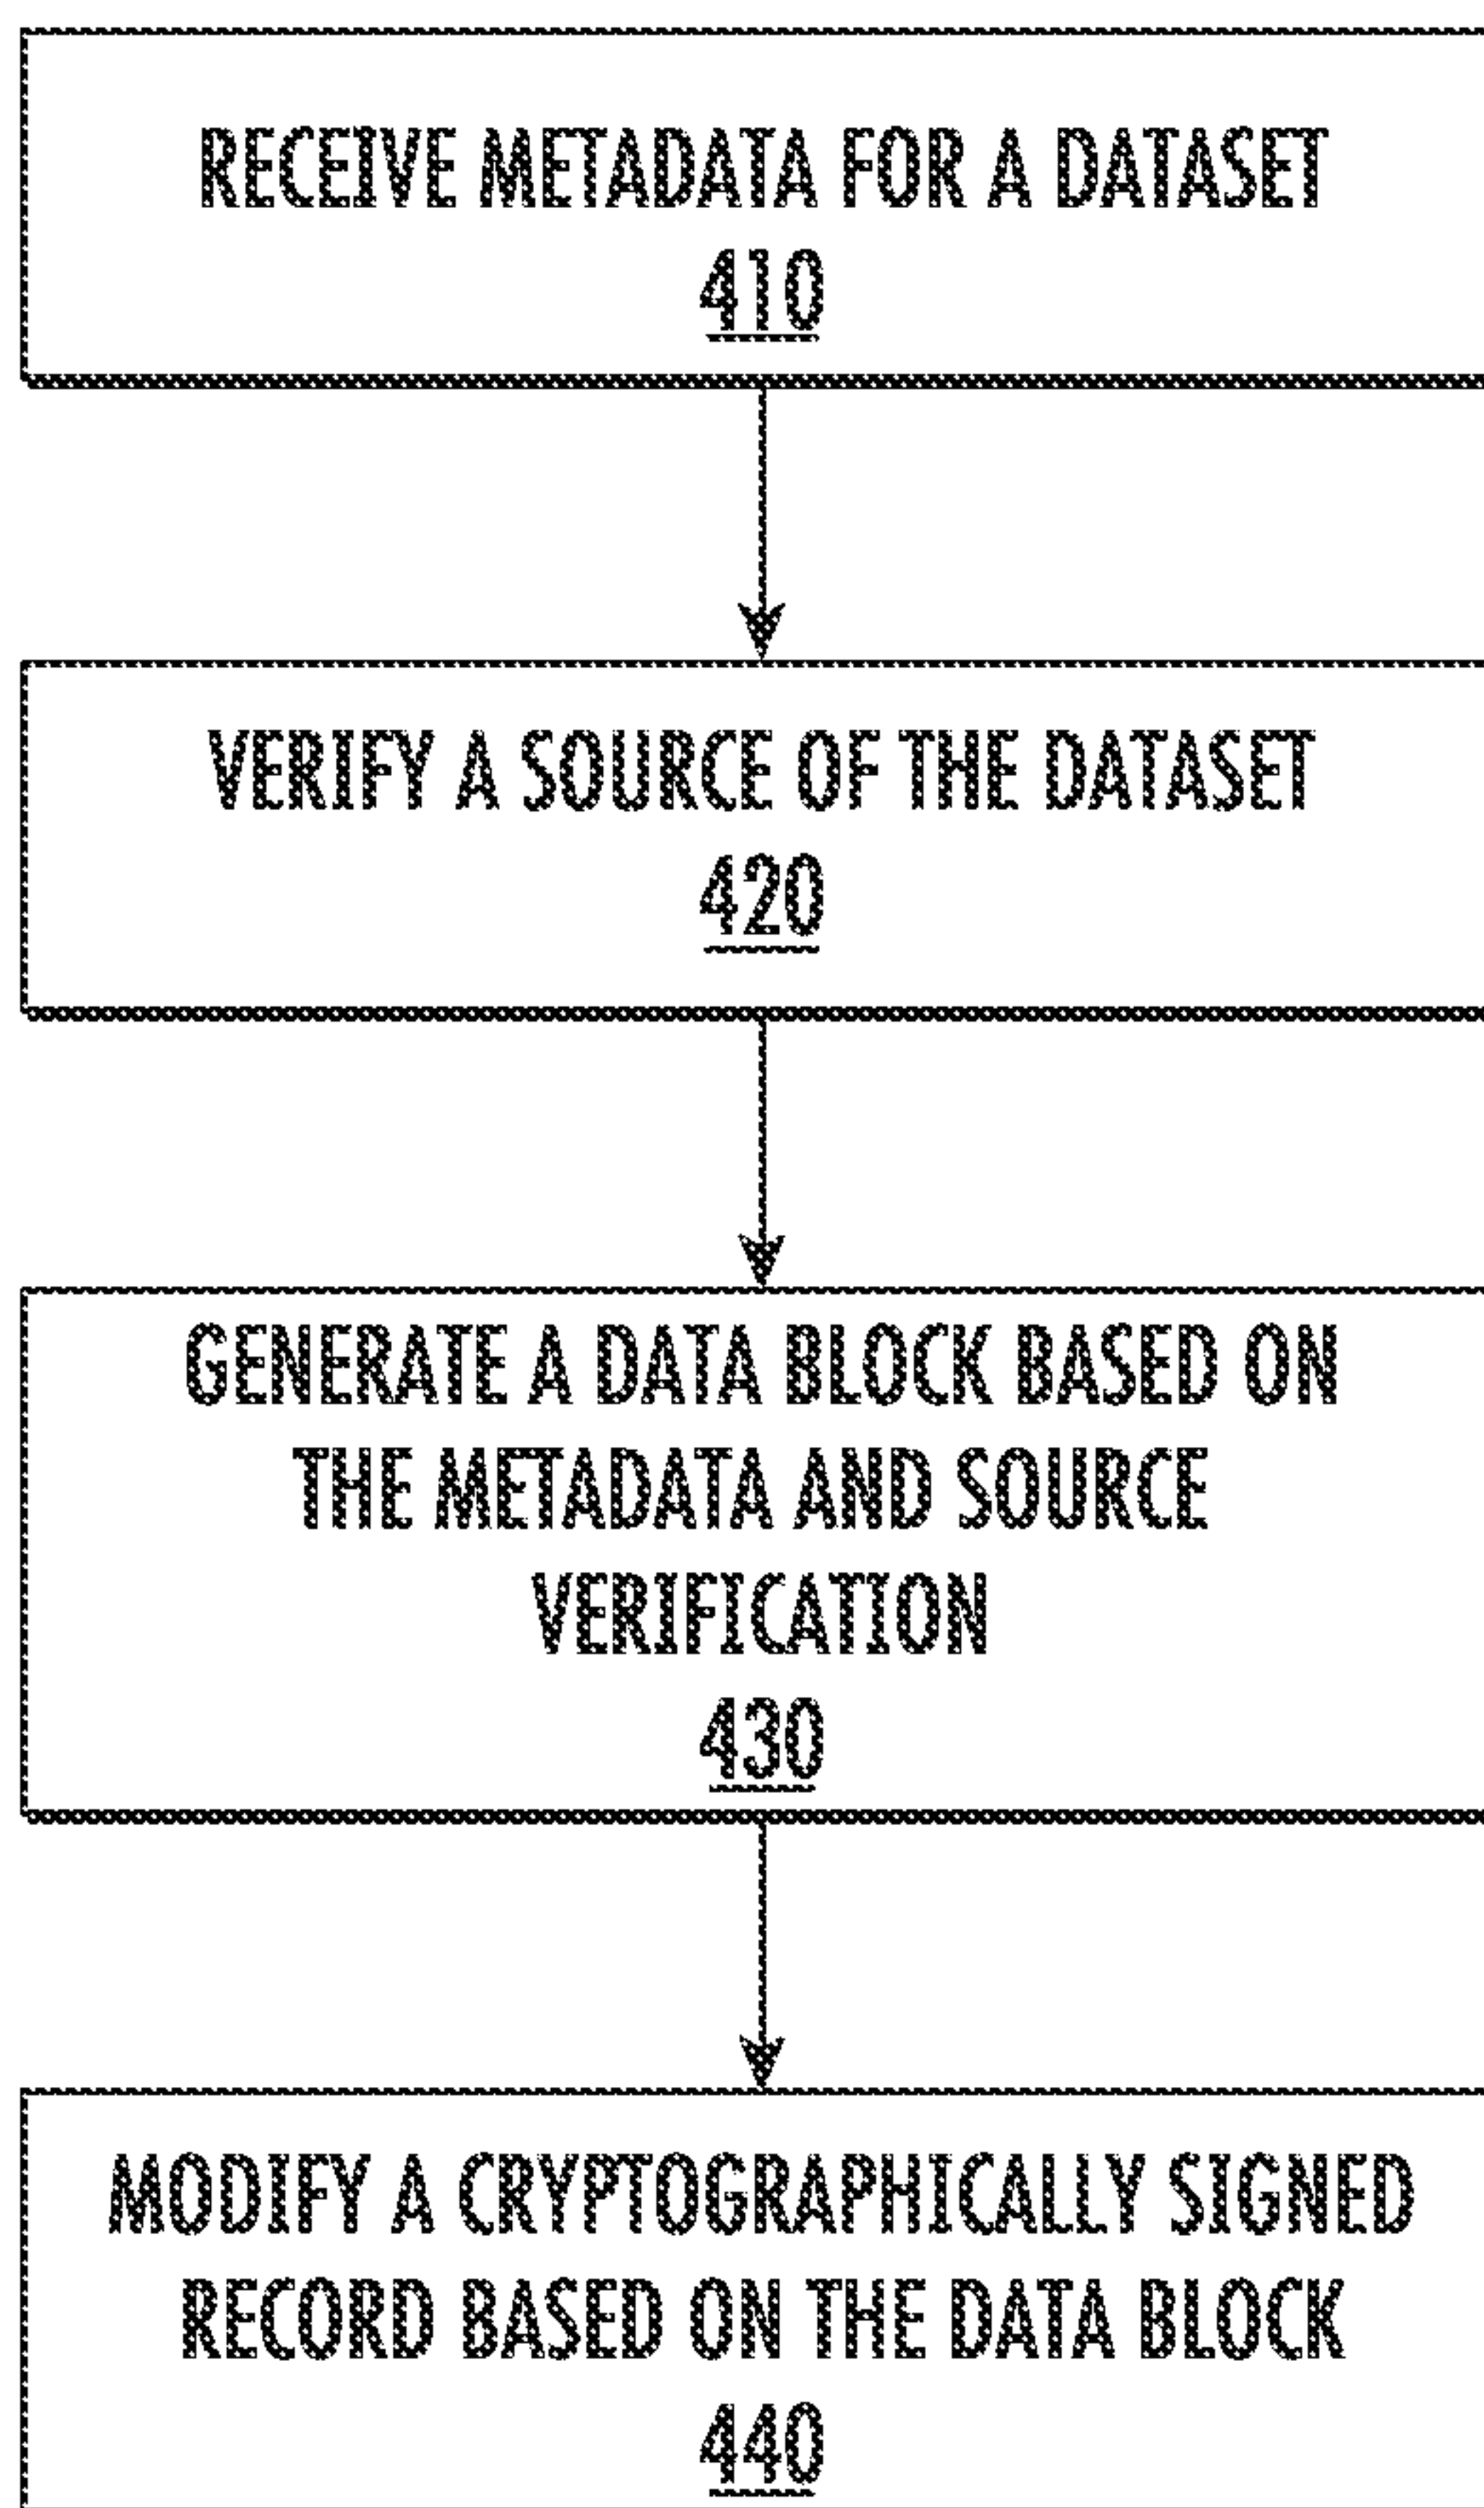 RECEIVE METADATA FOR A DATASET
410
VERIFY A SOURCE OF THE DATASET
420
GENERATE A DATA BLOCK BASED ON
THE METADATA AND SOURCE
VERIFICATION
430
MODIFY A CRYPTOGRAPHICALLY SIGNED
RECORD BASED ON THE DATA BLOCK
440